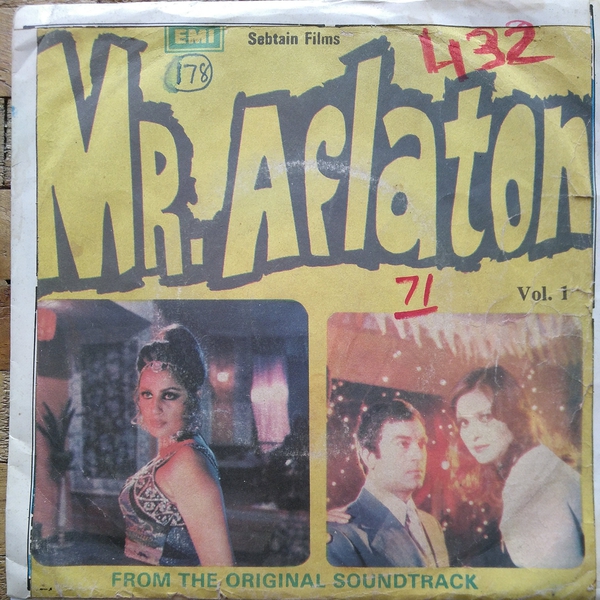 EMI
Sebtain Films
432
178
MR. Aflaton
71
Vol. 1
FROM THE ORIGINAL SOUNDTRACK